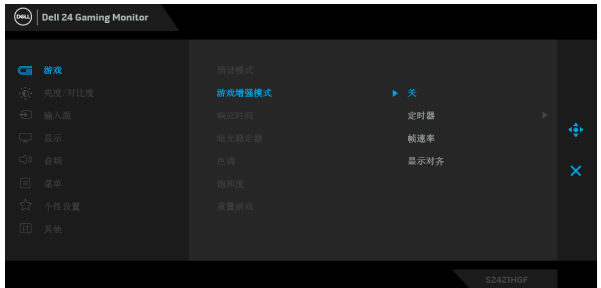 DELL Dell 24 Gaming Monitor
游戏 预设模式
亮度/对比度 游戏增强模式 关
输入源 响应时间 定时器
显示 暗光稳定器 帧速率
音频 色调 显示对齐
菜单 饱和度
个性设置 重置游戏
其他
S2421HGF